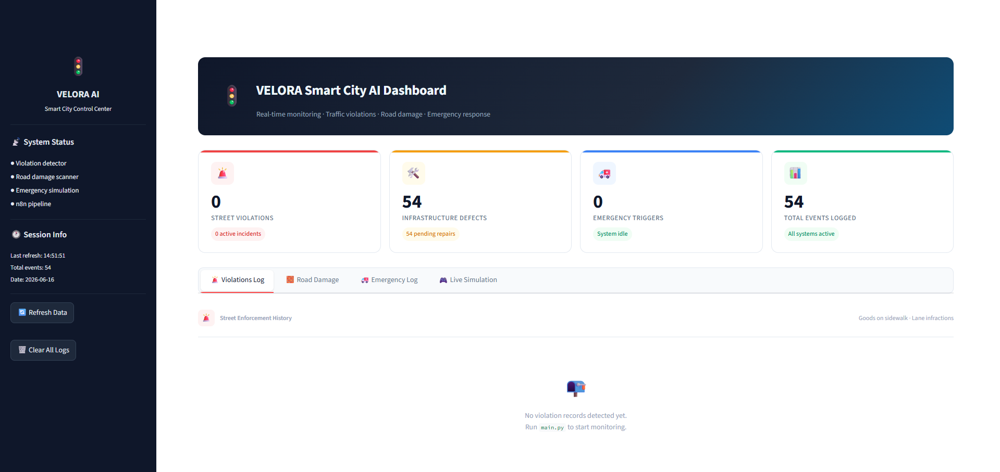 VELORA AI
Smart City Control Center
System Status
● Violation detector
● Road damage scanner
● Emergency simulation
● n8n pipeline
Session Info
Last refresh: 14:51:51
Total events: 54
Date: 2026-06-16
Refresh Data
Clear All Logs
VELORA Smart City AI Dashboard
Real-time monitoring · Traffic violations · Road damage · Emergency response
0
STREET VIOLATIONS
0 active incidents
54
INFRASTRUCTURE DEFECTS
54 pending repairs
0
EMERGENCY TRIGGERS
System idle
54
TOTAL EVENTS LOGGED
All systems active
Violations Log
Road Damage
Emergency Log
Live Simulation
Street Enforcement History
Goods on sidewalk · Lane infractions
No violation records detected yet.
Run main.py to start monitoring.